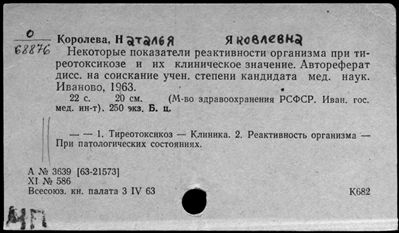 0
68876
Королева, Наталья Яковлевна
Некоторые показатели реактивности организма при ти-
реотоксикозе и их клиническое значение. Автореферат
дисс. на соискание учен. степени кандидата мед. наук.
Иваново, 1963.
22 с. 20 см. (М-во здравоохранения РСФСР. Иван. гос.
мед. ин-т). 250 экз. Б. ц.
— — 1. Тиреотоксикоз — Клиника. 2. Реактивность организма —
При патологических состояниях.
А № 3639 [63-21573]
XI № 586
Всесоюз. кн. палата 3 IV 63 К682
МП